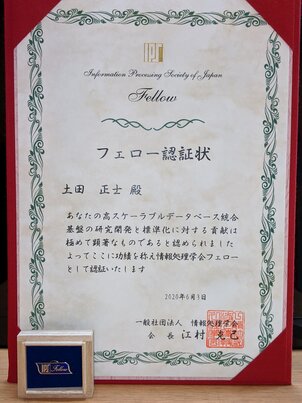 IPSJ
Information Processing Society of Japan
Fellow
フェロー認証状
土田 正士 殿
あなたの高スケーラブルデータベース統合
基盤の研究開発と標準化に対する貢献は
極めて顕著なものであると認められました
よってここに功績を称え情報処理学会フェロー
として認証いたします
2020年6月3日
一般社団法人 情報処理学会
会長 江村 克己
Fellow